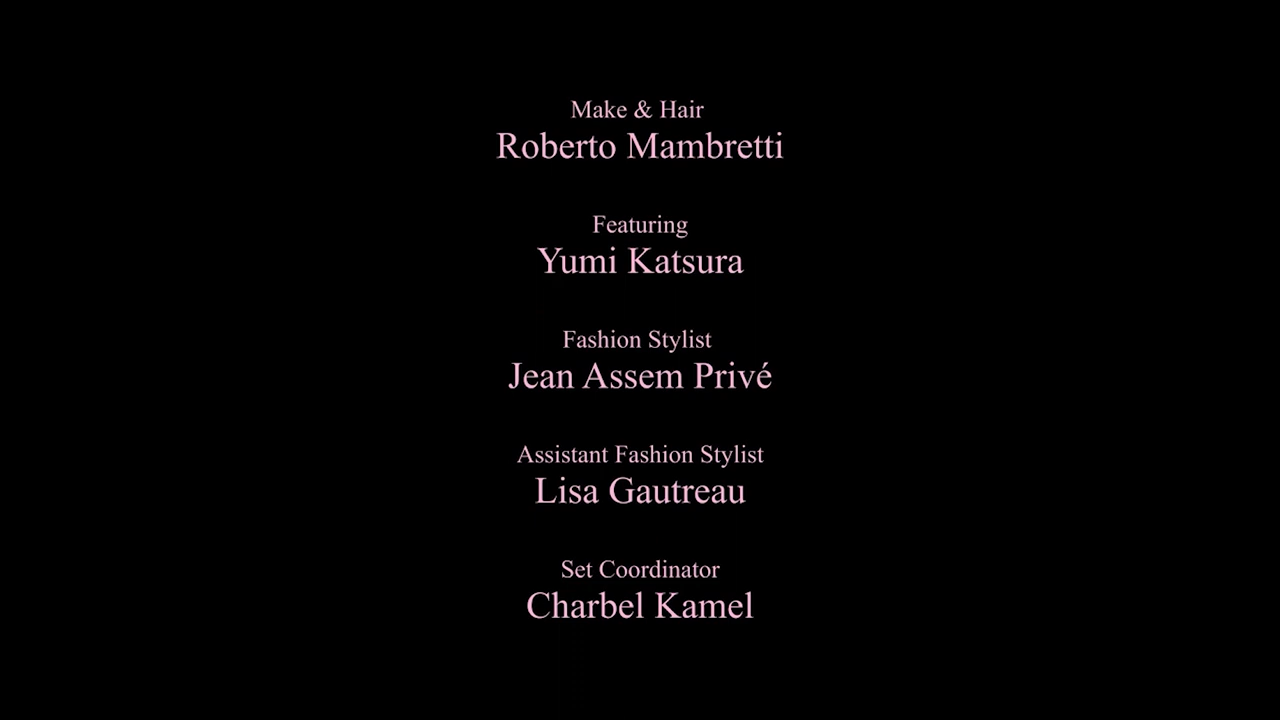 Make & Hair
Roberto Mambretti
Featuring
Yumi Katsura
Fashion Stylist
Jean Assem Privé
Assistant Fashion Stylist
Lisa Gautreau
Set Coordinator
Charbel Kamel